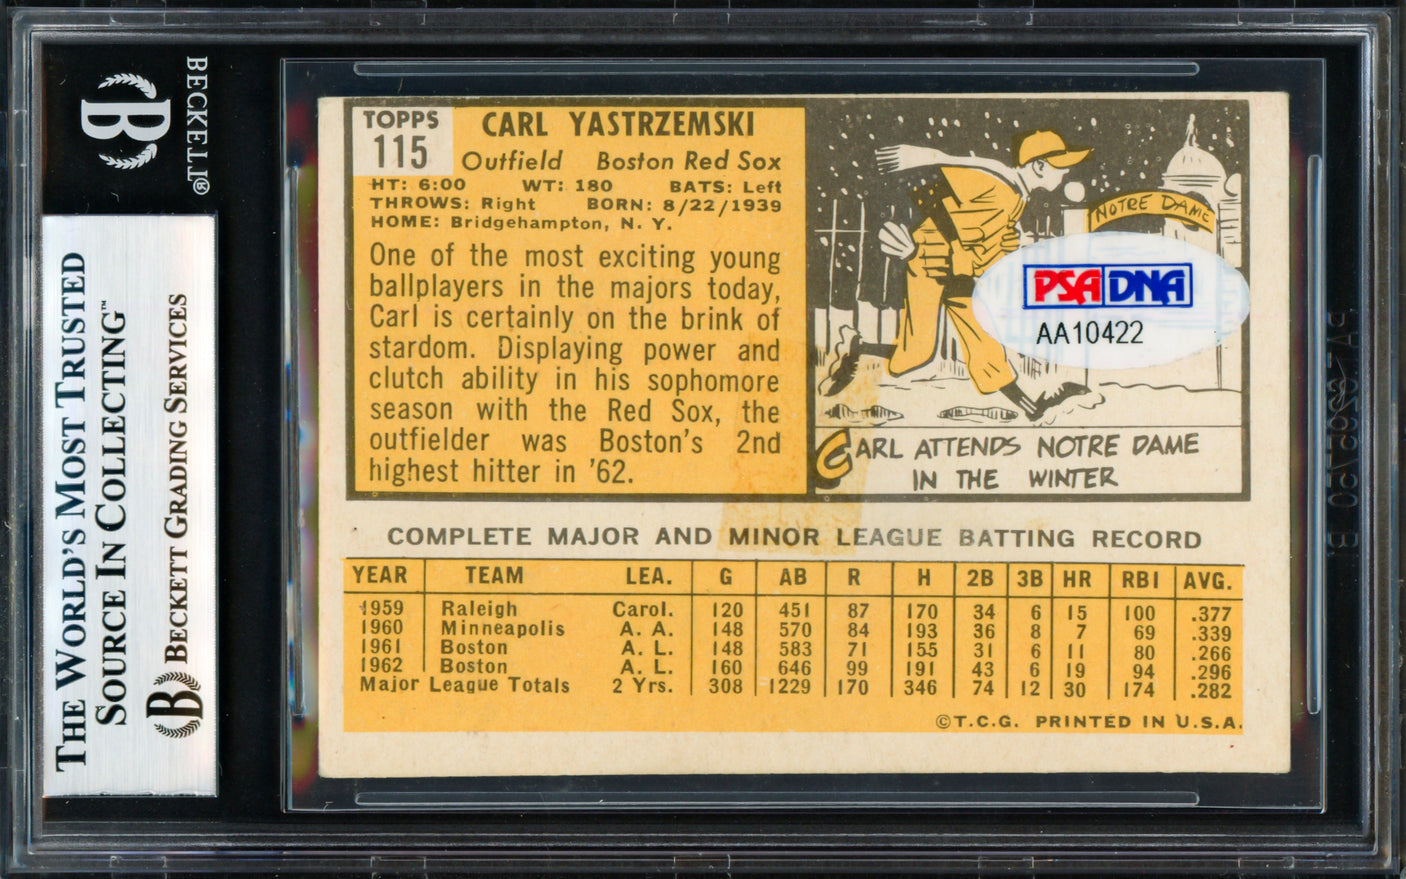 BECKETT®
B
THE WORLD'S MOST TRUSTED
SOURCE IN COLLECTING™
B BECKETT GRADING SERVICES
TOPPS
115
CARL YASTRZEMSKI
Outfield Boston Red Sox
HT: 6:00 WT: 180 BATS: Left
THROWS: Right BORN: 8/22/1939
HOME: Bridgehampton, N. Y.
One of the most exciting young
ballplayers in the majors today,
Carl is certainly on the brink of
stardom. Displaying power and
clutch ability in his sophomore
season with the Red Sox, the
outfielder was Boston's 2nd
highest hitter in '62.
NOTRE DAME
PSA DNA
AA10422
CARL ATTENDS NOTRE DAME
IN THE WINTER
COMPLETE MAJOR AND MINOR LEAGUE BATTING RECORD
YEAR TEAM LEA. G AB R H 2B 3B HR RBI AVG.
1959 Raleigh Carol. 120 451 87 170 34 6 15 100 .377
1960 Minneapolis A. A. 148 570 84 193 36 8 7 69 .339
1961 Boston A. L. 148 583 71 155 31 6 11 80 .266
1962 Boston A. L. 160 646 99 191 43 6 19 94 .296
Major League Totals 2 Yrs. 308 1229 170 346 74 12 30 174 .282
©T.C.G. PRINTED IN U.S.A.